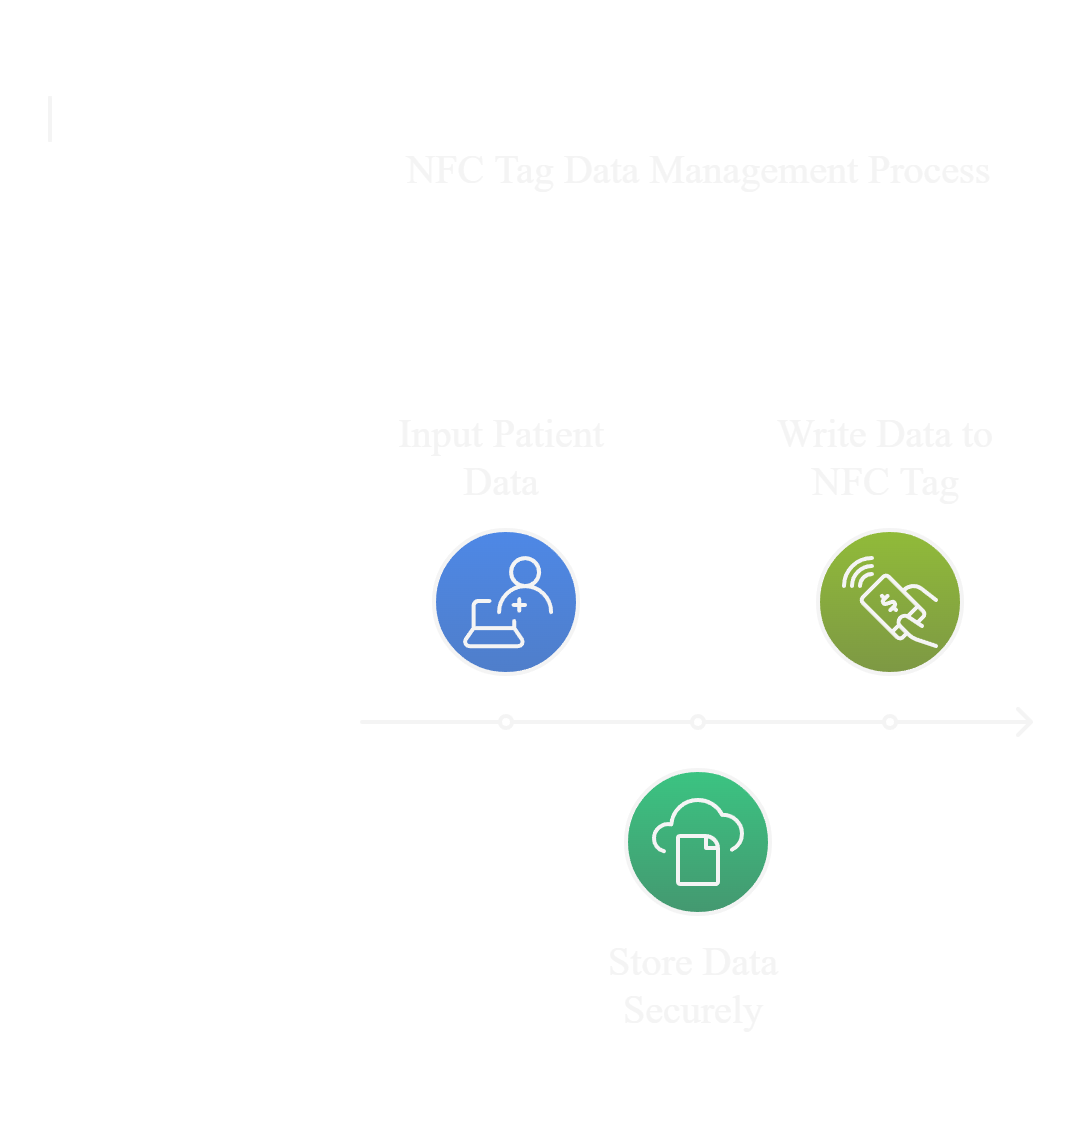 NFC Tag Data Management Process
Input Patient
Data
Write Data to
NFC Tag
Store Data
Securely